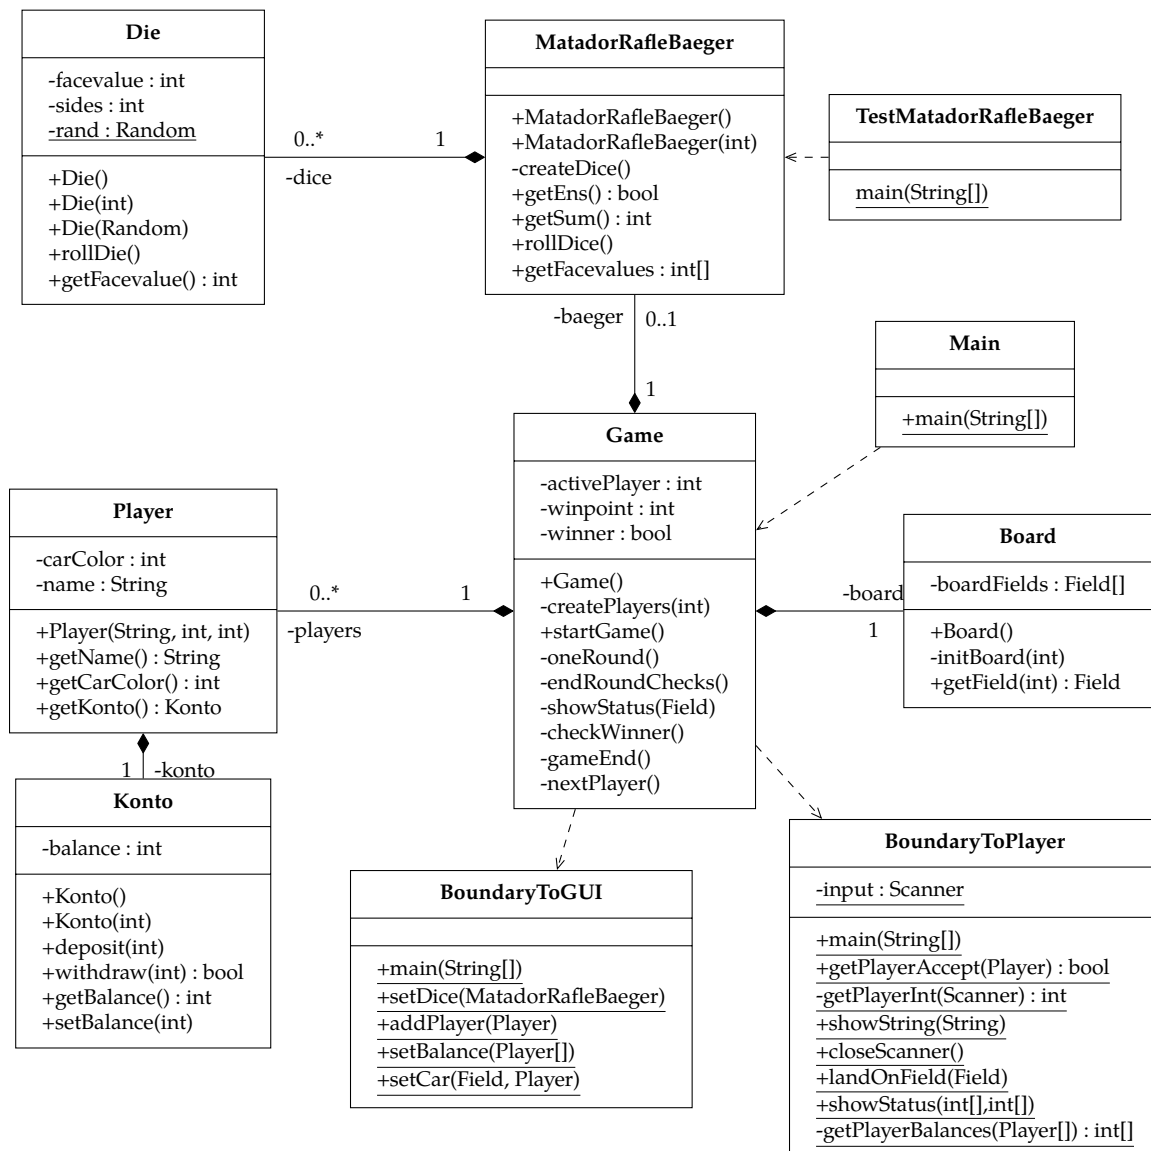 Die
-facevalue : int
-sides : int
-rand : Random
+Die()
+Die(int)
+Die(Random)
+rollDie()
+getFacevalue() : int
0..*
1
-dice
MatadorRafleBaeger
+MatadorRafleBaeger()
+MatadorRafleBaeger(int)
-createDice()
+getEns() : bool
+getSum() : int
+rollDice()
+getFacevalues : int[]
TestMatadorRafleBaeger
main(String[])
-baeger
0..1
1
Main
+main(String[])
Game
-activePlayer : int
-winpoint : int
-winner : bool
+Game()
-createPlayers(int)
+startGame()
-oneRound()
-endRoundChecks()
-showStatus(Field)
-checkWinner()
-gameEnd()
-nextPlayer()
Player
-carColor : int
-name : String
+Player(String, int, int)
+getName() : String
+getCarColor() : int
+getKonto() : Konto
0..*
1
-players
-board
1
Board
-boardFields : Field[]
+Board()
-initBoard(int)
+getField(int) : Field
1
-konto
Konto
-balance : int
+Konto()
+Konto(int)
+deposit(int)
+withdraw(int) : bool
+getBalance() : int
+setBalance(int)
BoundaryToGUI
+main(String[])
+setDice(MatadorRafleBaeger)
+addPlayer(Player)
+setBalance(Player[])
+setCar(Field, Player)
BoundaryToPlayer
-input : Scanner
+main(String[])
+getPlayerAccept(Player) : bool
-getPlayerInt(Scanner) : int
+showString(String)
+closeScanner()
+landOnField(Field)
+showStatus(int[],int[])
-getPlayerBalances(Player[]) : int[]